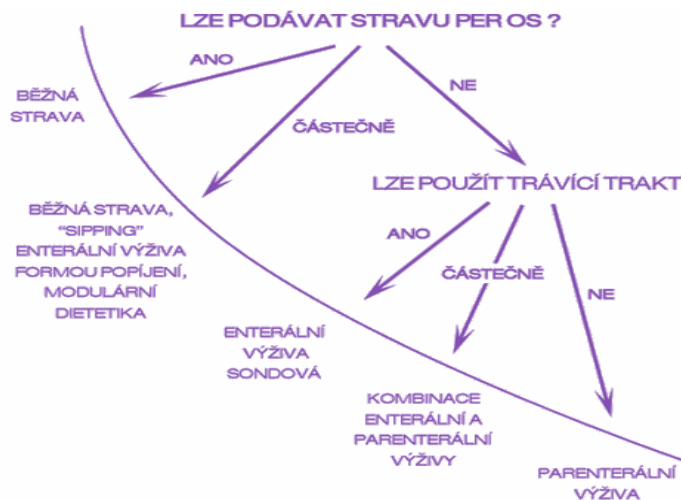 LZE PODÁVAT STRAVU PER OS ?
ANO
NE
BĚŽNÁ
STRAVA
ČÁSTEČNĚ
LZE POUŽÍT TRÁVÍCÍ TRAKT
BĚŽNÁ STRAVA,
“SIPPING”
ENTERÁLNÍ VÝŽIVA
FORMOU POPÍJENÍ,
MODULÁRNÍ
DIETETIKA
ANO
ČÁSTEČNĚ
NE
ENTERÁLNÍ
VÝŽIVA
SONDOVÁ
KOMBINACE
ENTERÁLNÍ A
PARENTERÁLNÍ
VÝŽIVY
PARENTERÁLNÍ
VÝŽIVA